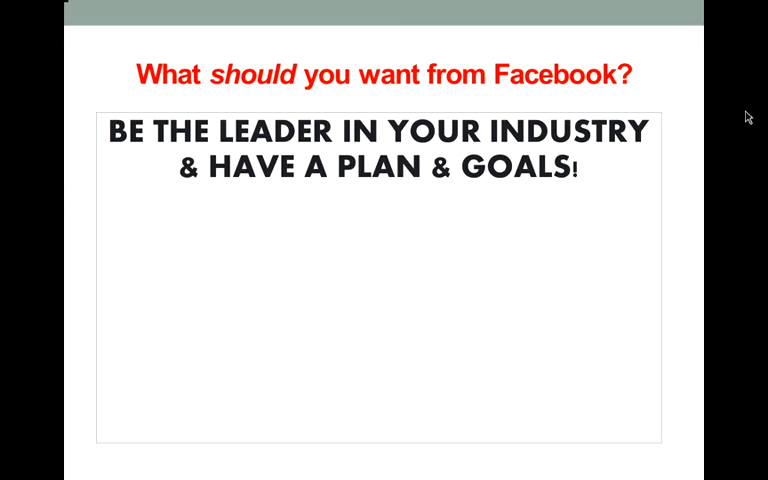 What should you want from Facebook?
BE THE LEADER IN YOUR INDUSTRY
& HAVE A PLAN & GOALS!